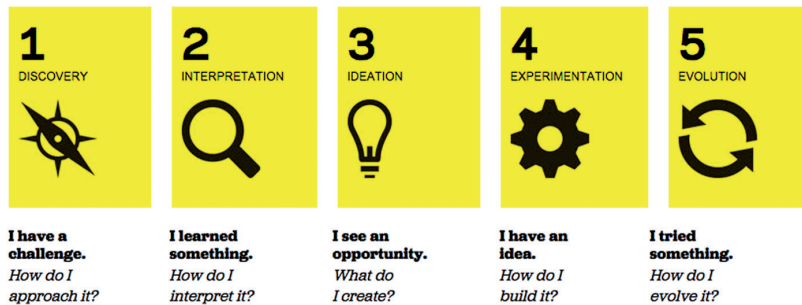 1
DISCOVERY
I have a
challenge.
How do I
approach it?
2
INTERPRETATION
I learned
something.
How do I
interpret it?
3
IDEATION
I see an
opportunity.
What do
I create?
4
EXPERIMENTATION
I have an
idea.
How do I
build it?
5
EVOLUTION
I tried
something.
How do I
evolve it?